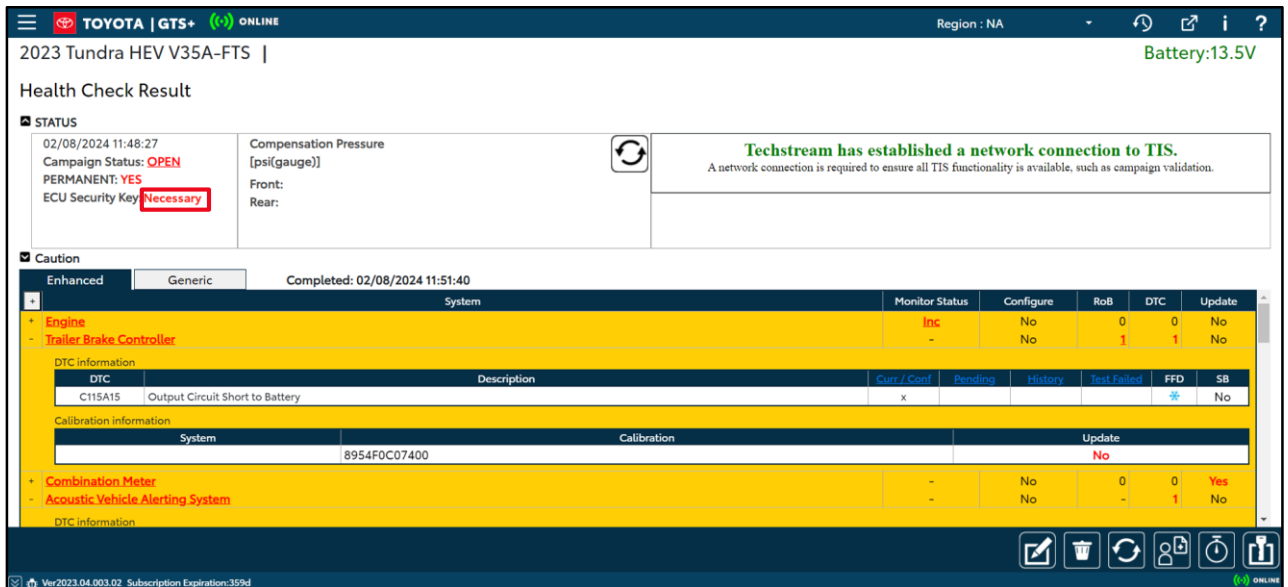 TOYOTA | GTS+ ONLINE Region : NA i ?
2023 Tundra HEV V35A-FTS | Battery:13.5V
Health Check Result
STATUS
02/08/2024 11:48:27
Campaign Status: OPEN
PERMANENT: YES
ECU Security Key: Necessary
Compensation Pressure
[psi(gauge)]
Front:
Rear:
Techstream has established a network connection to TIS.
A network connection is required to ensure all TIS functionality is available, such as campaign validation.
Caution
Enhanced Generic Completed: 02/08/2024 11:51:40
+ System Monitor Status Configure RoB DTC Update
+ Engine Inc No 0 0 No
- Trailer Brake Controller - No 1 1 No
DTC information
DTC Description Curr / Conf Pending History Test Failed FFD SB
C115A15 Output Circuit Short to Battery x No
Calibration information
System Calibration Update
8954F0C07400 No
+ Combination Meter - No 0 0 Yes
- Acoustic Vehicle Alerting System - No - 1 No
DTC information
Ver2023.04.003.02 Subscription Expiration:359d ONLINE